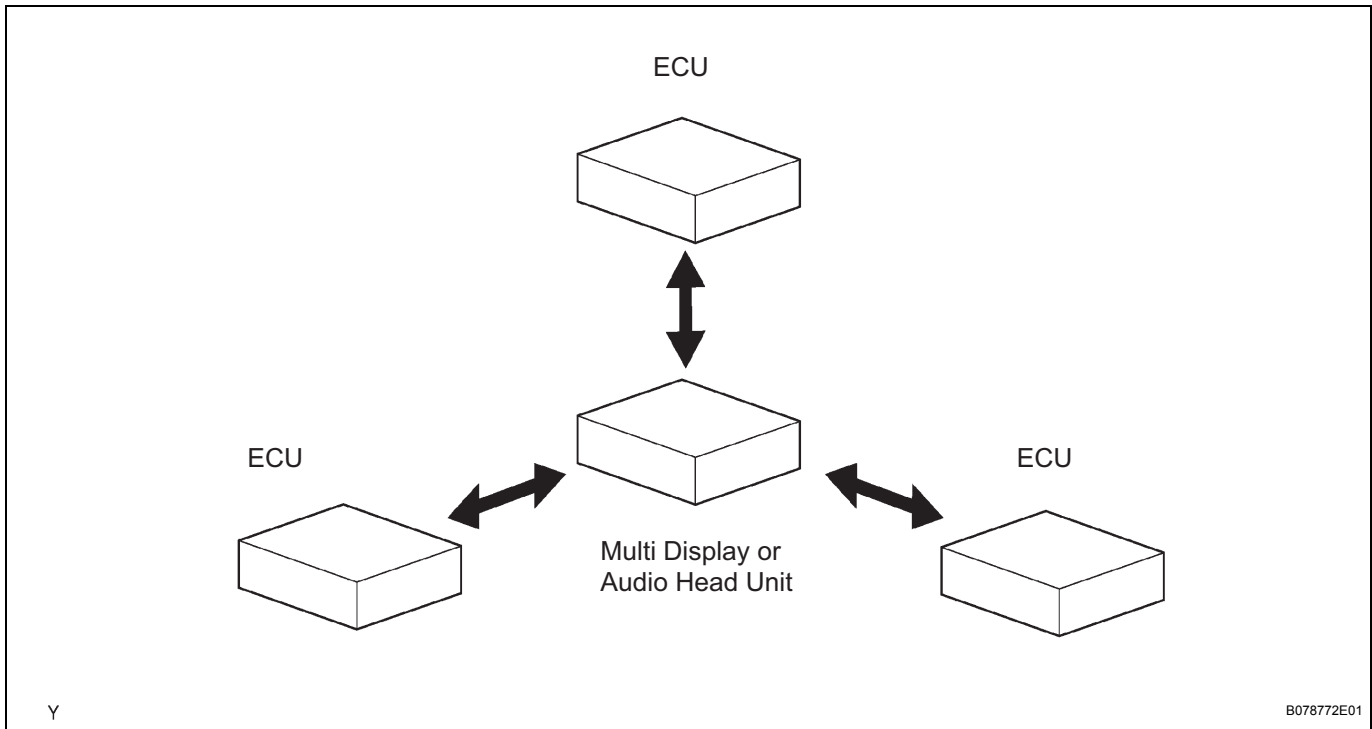 ECU
ECU
ECU
Multi Display or
Audio Head Unit
Y
B078772E01